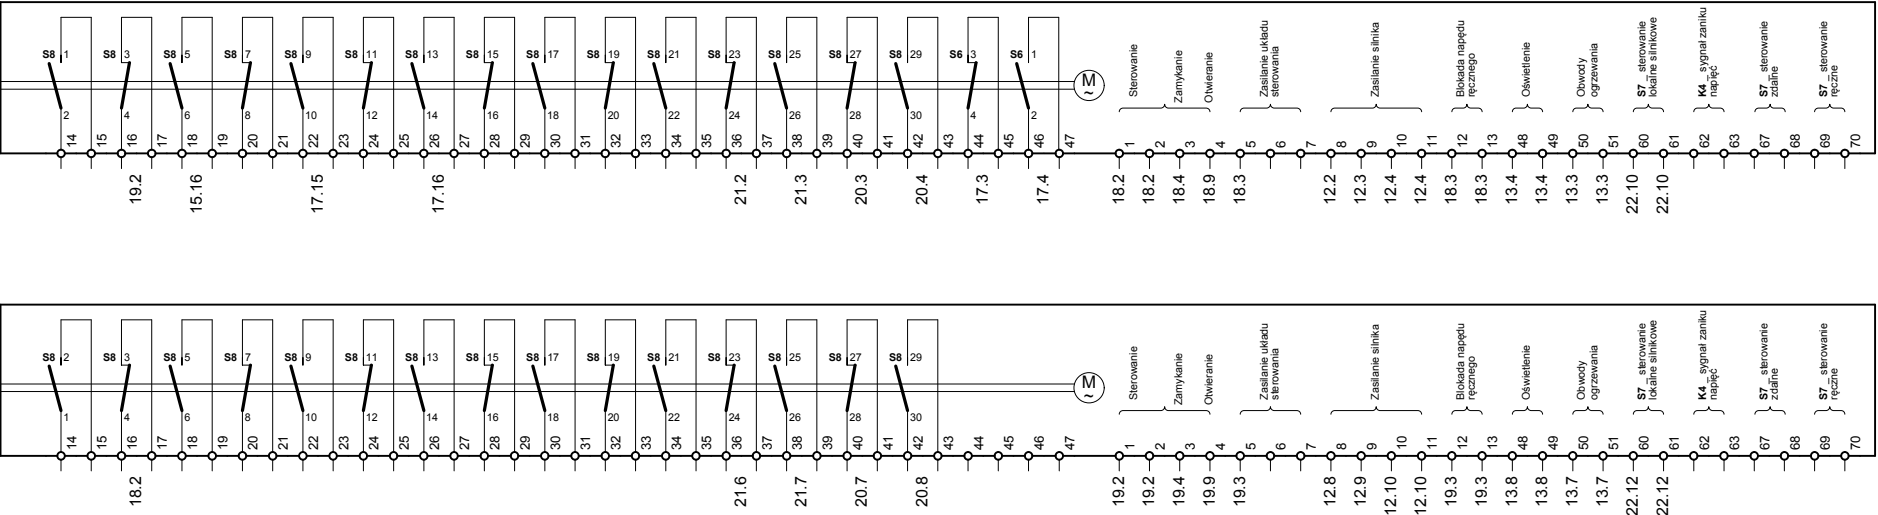 S8 1 S8 3 S8 5 S8 7 S8 9 S8 11 S8 13 S8 15 S8 17 S8 19 S8 21 S8 23 S8 25 S8 27 S8 29 S6 3 S6 1
M
~
2 4 6 8 10 12 14 16 18 20 22 24 26 28 30 4 2
Sterowanie
Zamykanie
Otwieranie
Zasilanie układu
sterowania
Zasilanie silnika
Blokada napędu
ręcznego
Oświetlenie
Obwody
ogrzewania
S7_ sterowanie
lokalne silnikowe
K4_ sygnał zaniku
napięć
S7_ sterowanie
zdalne
S7_ sterowanie
ręczne
14 15 16 17 18 19 20 21 22 23 24 25 26 27 28 29 30 31 32 33 34 35 36 37 38 39 40 41 42 43 44 45 46 47 1 2 3 4 5 6 7 8 9 10 11 12 13 48 49 50 51 60 61 62 63 67 68 69 70
19.2 15.16 17.15 17.16 21.2 21.3 20.3 20.4 17.3 17.4 18.2 18.2 18.4 18.9 18.3 12.2 12.3 12.4 12.4 18.3 18.3 13.4 13.4 13.3 13.3 22.10 22.10
S8 2 S8 3 S8 5 S8 7 S8 9 S8 11 S8 13 S8 15 S8 17 S8 19 S8 21 S8 23 S8 25 S8 27 S8 29
M
~
1 4 6 8 10 12 14 16 18 20 22 24 26 28 30
Sterowanie
Zamykanie
Otwieranie
Zasilanie układu
sterowania
Zasilanie silnika
Blokada napędu
ręcznego
Oświetlenie
Obwody
ogrzewania
S7_ sterowanie
lokalne silnikowe
K4_ sygnał zaniku
napięć
S7_ sterowanie
zdalne
S7_ sterowanie
ręczne
14 15 16 17 18 19 20 21 22 23 24 25 26 27 28 29 30 31 32 33 34 35 36 37 38 39 40 41 42 43 44 45 46 47 1 2 3 4 5 6 7 8 9 10 11 12 13 48 49 50 51 60 61 62 63 67 68 69 70
18.2 21.6 21.7 20.7 20.8 19.2 19.2 19.4 19.9 19.3 12.8 12.9 12.10 12.10 19.3 19.3 13.8 13.8 13.7 13.7 22.12 22.12